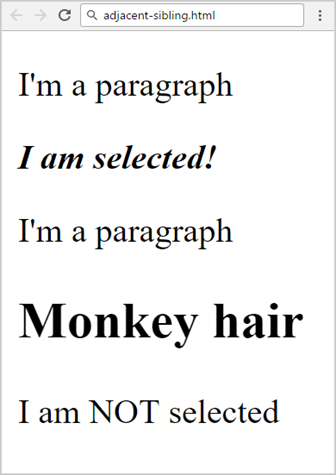 adjacent-sibling.html
I'm a paragraph
I am selected!
I'm a paragraph
Monkey hair
I am NOT selected